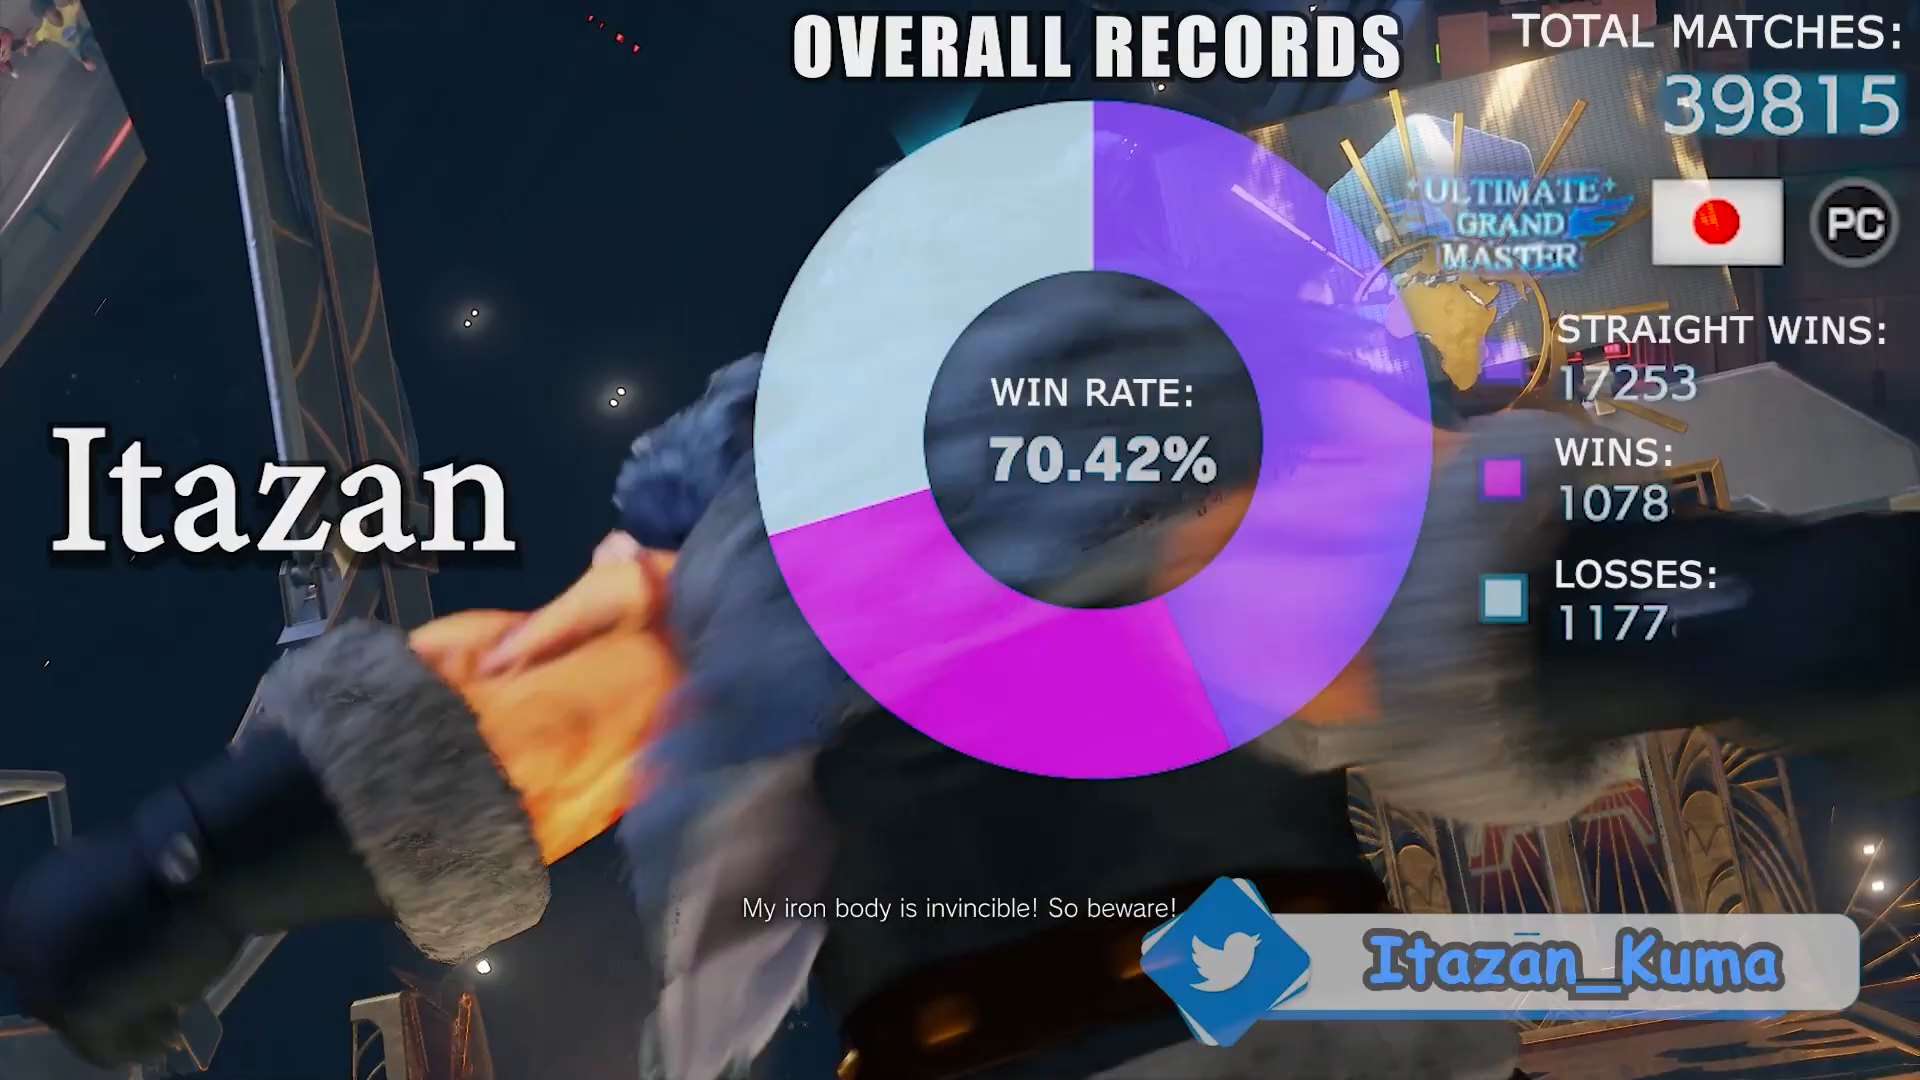 OVERALL RECORDS
TOTAL MATCHES:
39815
ULTIMATE
GRAND
MASTER
PC
STRAIGHT WINS:
17253
WIN RATE:
70.42%
WINS:
1078
LOSSES:
1177
Itazan
My iron body is invincible! So beware!
Itazan_Kuma